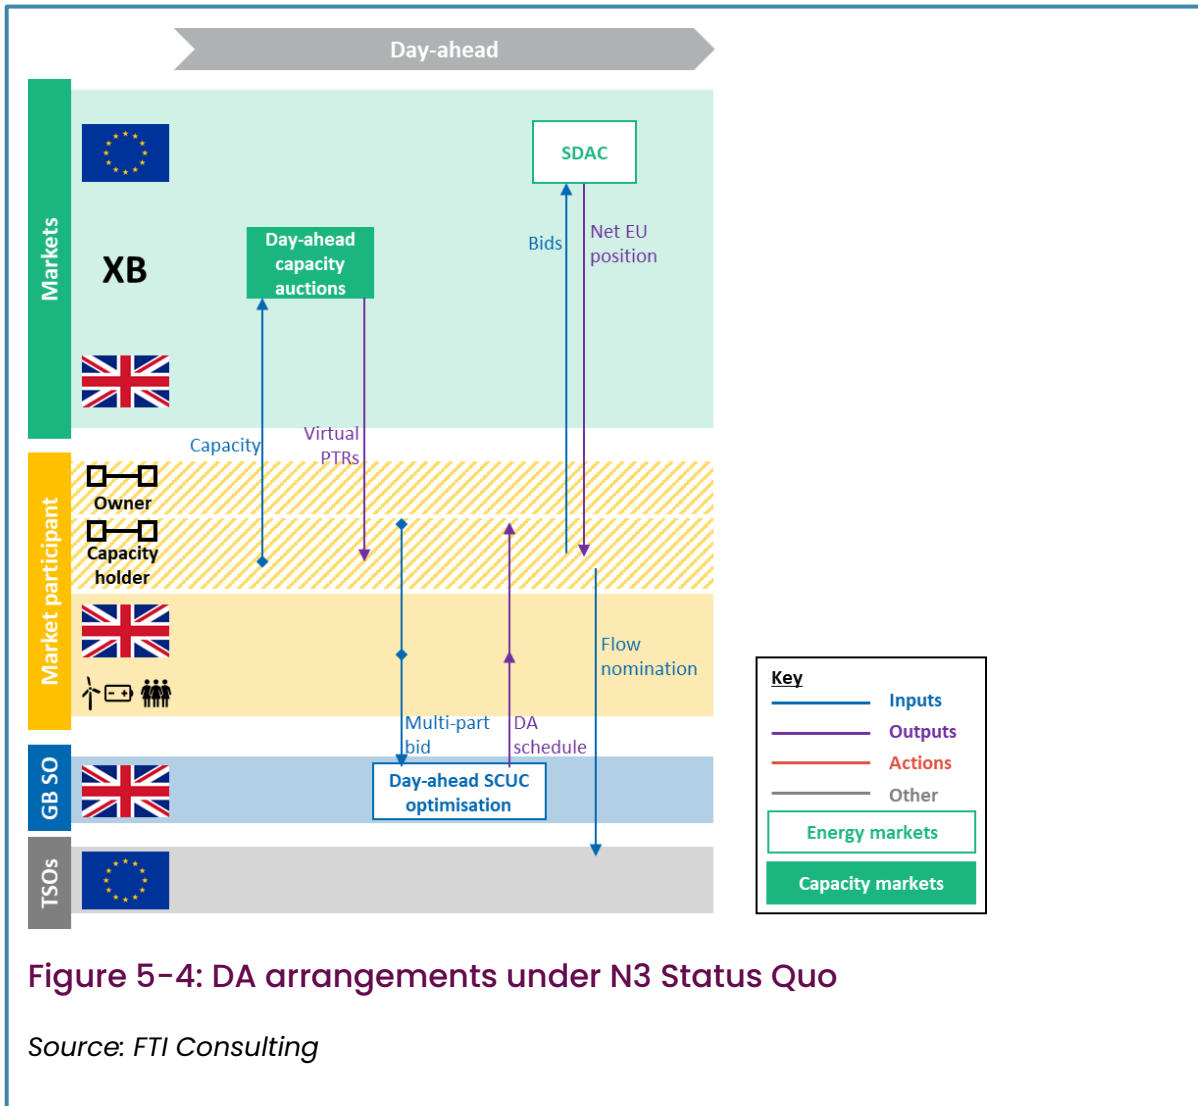 Day-ahead
Markets
SDAC
XB
Day-ahead
capacity
auctions
Bids
Net EU
position
Capacity
Virtual
PTRs
Market participant
Owner
Capacity
holder
Flow
nomination
Multi-part
bid
DA
schedule
GB SO
Day-ahead SCUC
optimisation
TSOs
Key
Inputs
Outputs
Actions
Other
Energy markets
Capacity markets
Figure 5-4: DA arrangements under N3 Status Quo
Source: FTI Consulting